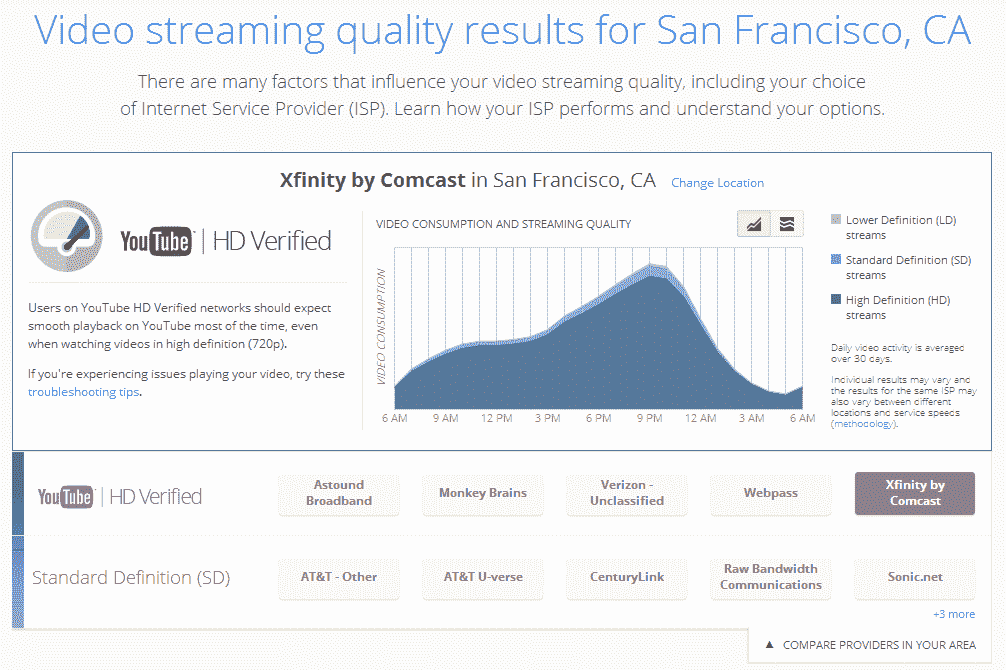 Video streaming quality results for San Francisco, CA
There are many factors that influence your video streaming quality, including your choice
of Internet Service Provider (ISP). Learn how your ISP performs and understand your options.
Xfinity by Comcast in San Francisco, CA Change Location
YouTube HD Verified
Users on YouTube HD Verified networks should expect
smooth playback on YouTube most of the time, even
when watching videos in high definition (720p).
If you're experiencing issues playing your video, try these
troubleshooting tips.
VIDEO CONSUMPTION AND STREAMING QUALITY
VIDEO CONSUMPTION
6 AM 9 AM 12 PM 3 PM 6 PM 9 PM 12 AM 3 AM 6 AM
Lower Definition (LD)
streams
Standard Definition (SD)
streams
High Definition (HD)
streams
Daily video activity is averaged
over 30 days.
Individual results may vary and
the results for the same ISP may
also vary between different
locations and service speeds
(methodology).
YouTube HD Verified
Astound
Broadband
Monkey Brains
Verizon -
Unclassified
Webpass
Xfinity by
Comcast
Standard Definition (SD)
AT&T - Other
AT&T U-verse
CenturyLink
Raw Bandwidth
Communications
Sonic.net
+3 more
COMPARE PROVIDERS IN YOUR AREA